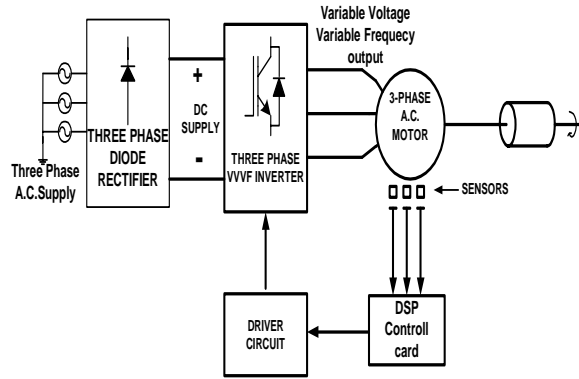 Variable Voltage
Variable Frequecy
output
+
DC
SUPPLY
-
3-PHASE
A.C.
MOTOR
THREE PHASE
DIODE
RECTIFIER
THREE PHASE
VVVF INVERTER
Three Phase
A.C.Supply
SENSORS
DRIVER
CIRCUIT
DSP
Controll
card